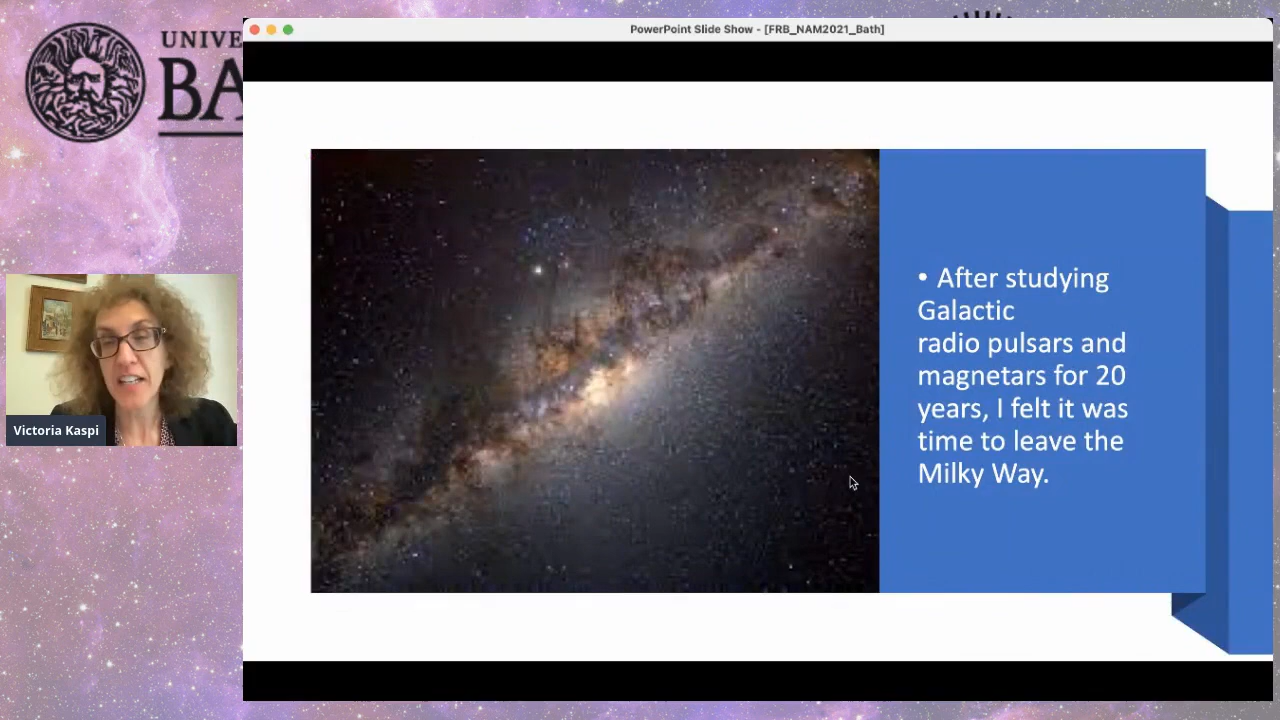 UNIVE
BA
PowerPoint Slide Show - [FRB_NAM2021_Bath]
• After studying
Galactic
radio pulsars and
magnetars for 20
years, I felt it was
time to leave the
Milky Way.
Victoria Kaspi